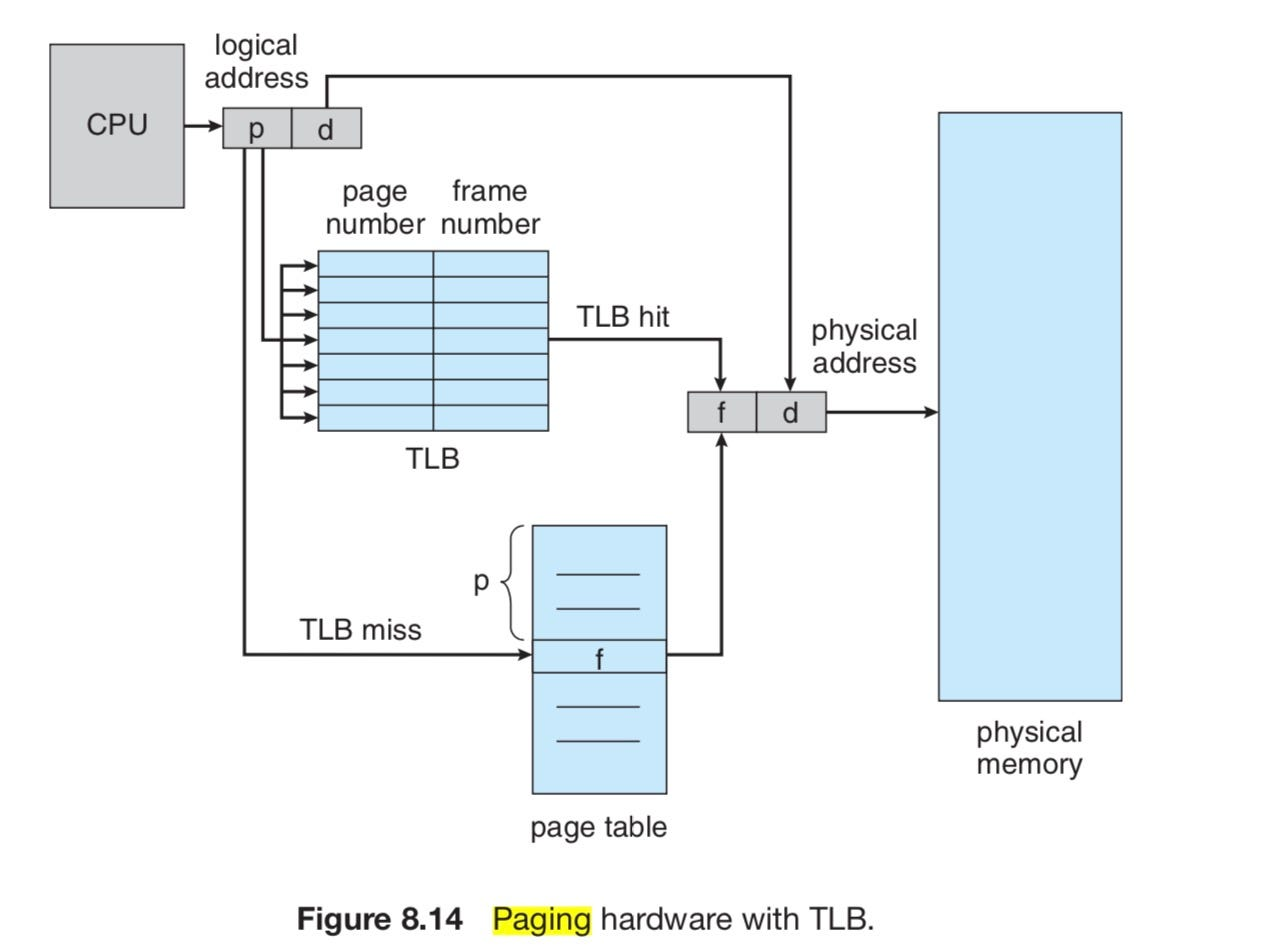 logical
address
CPU
p
d
page
number
frame
number
TLB hit
physical
address
f
d
TLB
p
TLB miss
f
physical
memory
page table
Figure 8.14 Paging hardware with TLB.